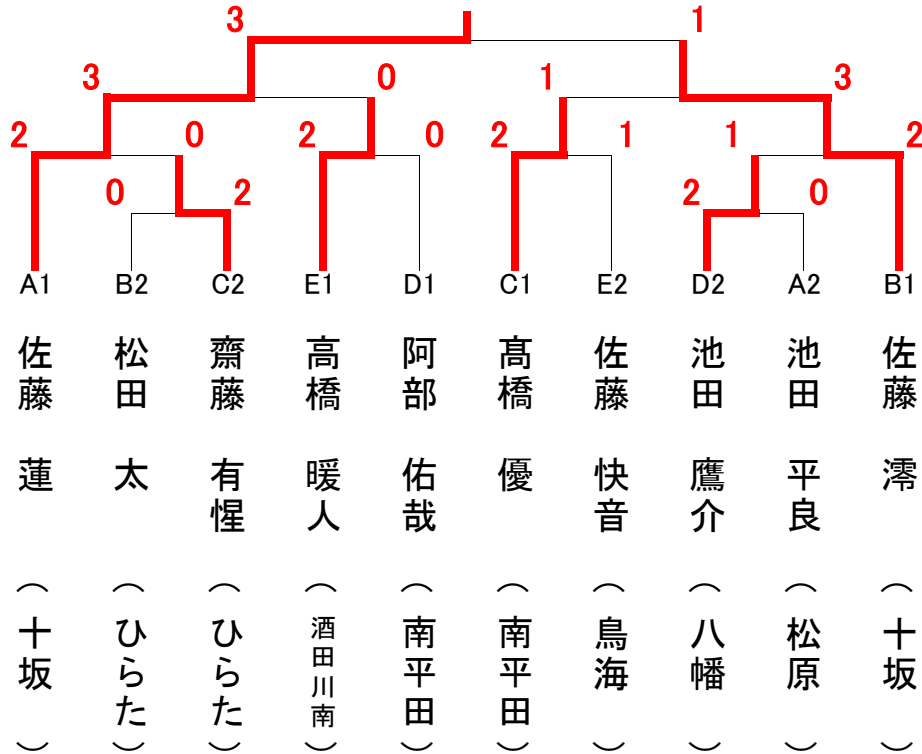 3 1
3 0 1 3
2 0 2 0 2 1 1 2
0 2 2 0
A1 B2 C2 E1 D1 C1 E2 D2 A2 B1
佐藤 蓮 （十坂）
松田 太 （ひらた）
齋藤 有惺 （ひらた）
高橋 暖人 （酒田川南）
阿部 佑哉 （南平田）
髙橋 優 （南平田）
佐藤 快音 （鳥海）
池田 鷹介 （八幡）
池田 平良 （松原）
佐藤 澪 （十坂）